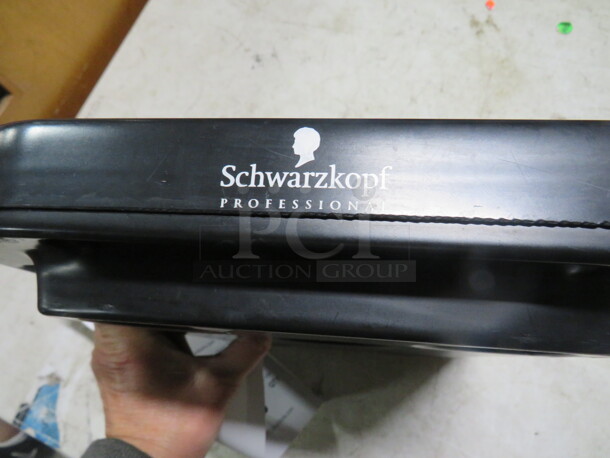 Schwarzkopf
PROFESSIONAL
PCI
AUCTION GROUP